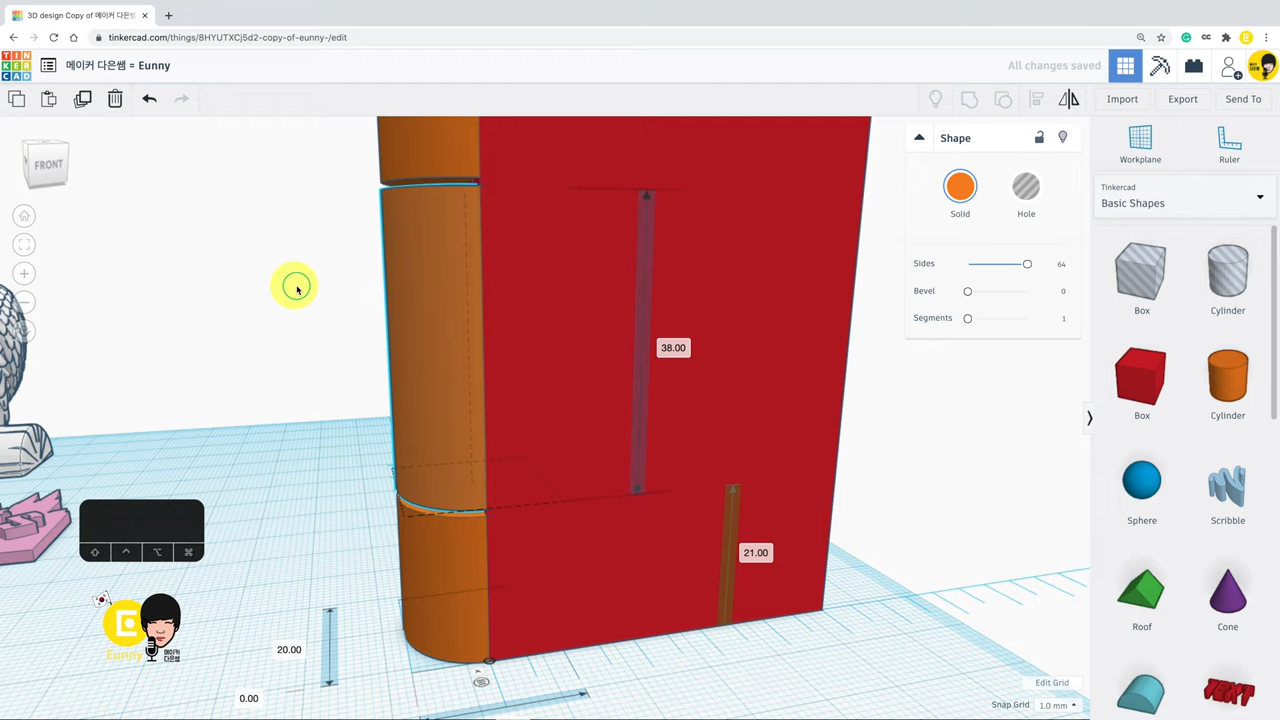 3D design Copy of 메이커 다은쌤
tinkercad.com/things/8HYUTXCj5d2-copy-of-eunny-/edit
TIN
KER
CAD
메이커 다은쌤 = Eunny
All changes saved
Import
Export
Send To
FRONT
Shape
Solid
Hole
Sides
64
Bevel
0
Segments
1
Workplane
Ruler
Tinkercad
Basic Shapes
Box
Cylinder
Box
Cylinder
Sphere
Scribble
Roof
Cone
TEXT
38.00
21.00
20.00
0.00
E
Eunny
메이커
다은쌤
Edit Grid
Snap Grid
1.0 mm